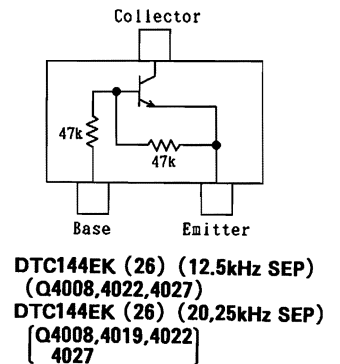 Collector
47k
47k
Base Emitter
DTC144EK (26) (12.5kHz SEP)
(Q4008,4022,4027)
DTC144EK (26) (20,25kHz SEP)
(Q4008,4019,4022
4027)